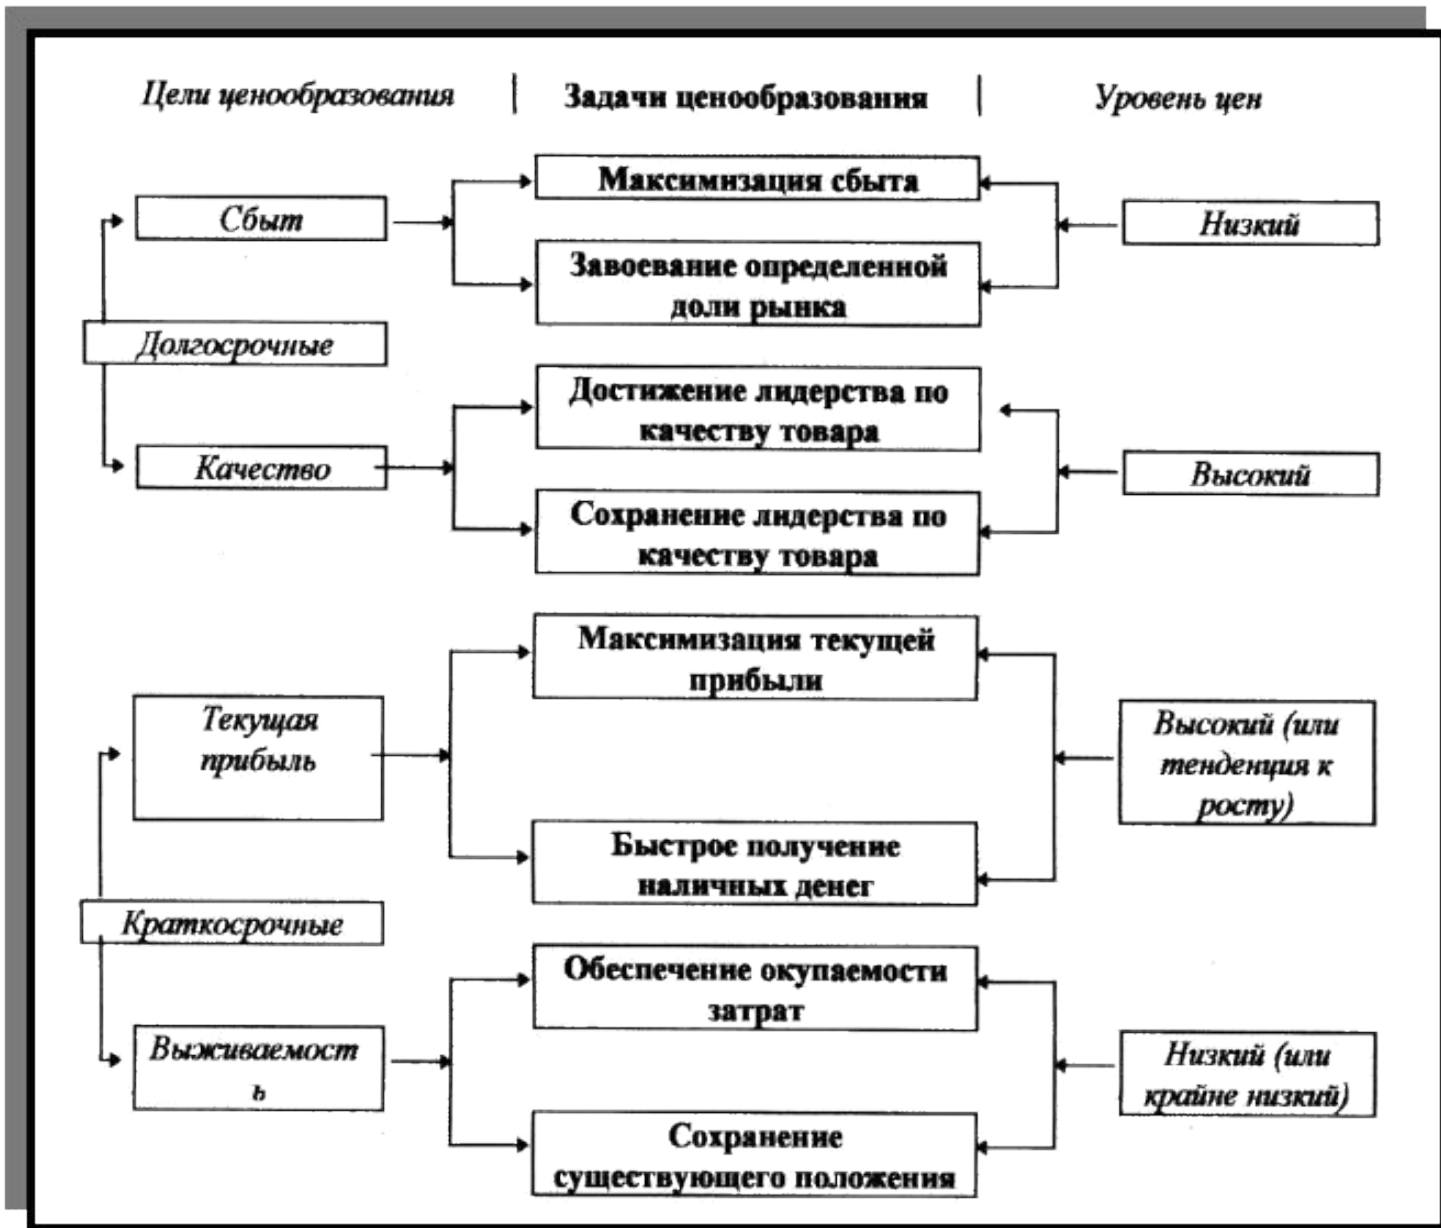 Цели ценообразования | Задачи ценообразования | Уровень цен
Максимизация сбыта
Сбыт
Низкий
Завоевание определенной
доли рынка
Долгосрочные
Достижение лидерства по
качеству товара
Качество
Высокий
Сохранение лидерства по
качеству товара
Максимизация текущей
прибыли
Текущая
прибыль
Высокий (или
тенденция к
росту)
Быстрое получение
наличных денег
Краткосрочные
Обеспечение окупаемости
затрат
Выживаемост
ь
Низкий (или
крайне низкий)
Сохранение
существующего положения